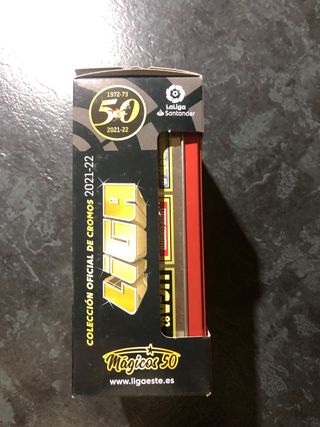 1972-73
50
2021-22
LaLiga
Santander
COLECCIÓN OFICIAL DE CROMOS 2021-22
LIGA
LIGA
Mágicos 50
www.ligaeste.es